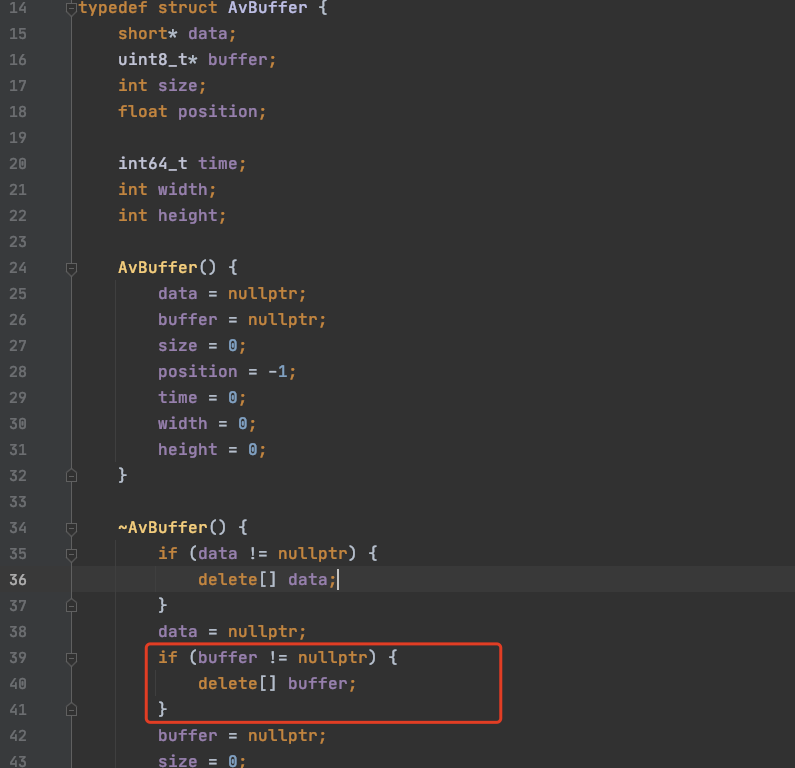 14 typedef struct AvBuffer {
15     short* data;
16     uint8_t* buffer;
17     int size;
18     float position;
19
20     int64_t time;
21     int width;
22     int height;
23
24     AvBuffer() {
25         data = nullptr;
26         buffer = nullptr;
27         size = 0;
28         position = -1;
29         time = 0;
30         width = 0;
31         height = 0;
32     }
33
34     ~AvBuffer() {
35         if (data != nullptr) {
36             delete[] data;
37         }
38         data = nullptr;
39         if (buffer != nullptr) {
40             delete[] buffer;
41         }
42         buffer = nullptr;
43         size = 0;